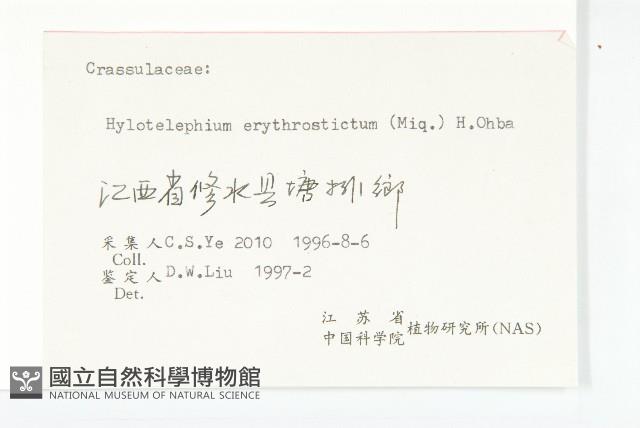 Crassulaceae:
Hylotelephium erythrostictum (Miq.) H.Ohba
江西省修水县塘排鄉
采集人 C.S.Ye 2010 1996-8-6
Coll.
鉴定人 D.W.Liu 1997-2
Det.
江苏省
中国科学院 植物研究所(NAS)
國立自然科學博物館
NATIONAL MUSEUM OF NATURAL SCIENCE